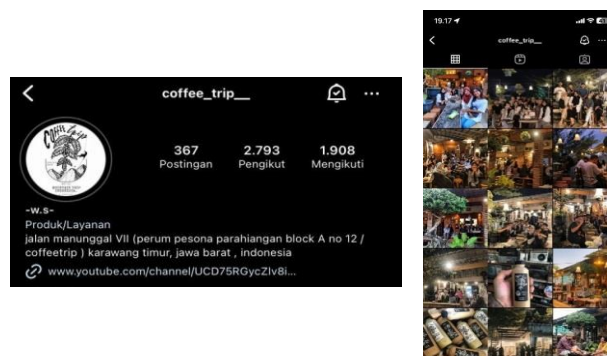 coffee_trip__
367
2.793
1.908
Postingan
Pengikut
Mengikuti
-w.s-
Produk/Layanan
jalan manunggal VII (perum pesona parahiangan block A no 12 /
coffeetrip ) karawang timur, jawa barat , indonesia
www.youtube.com/channel/UCD75RGycZIv8i...
19.17
coffee_trip__